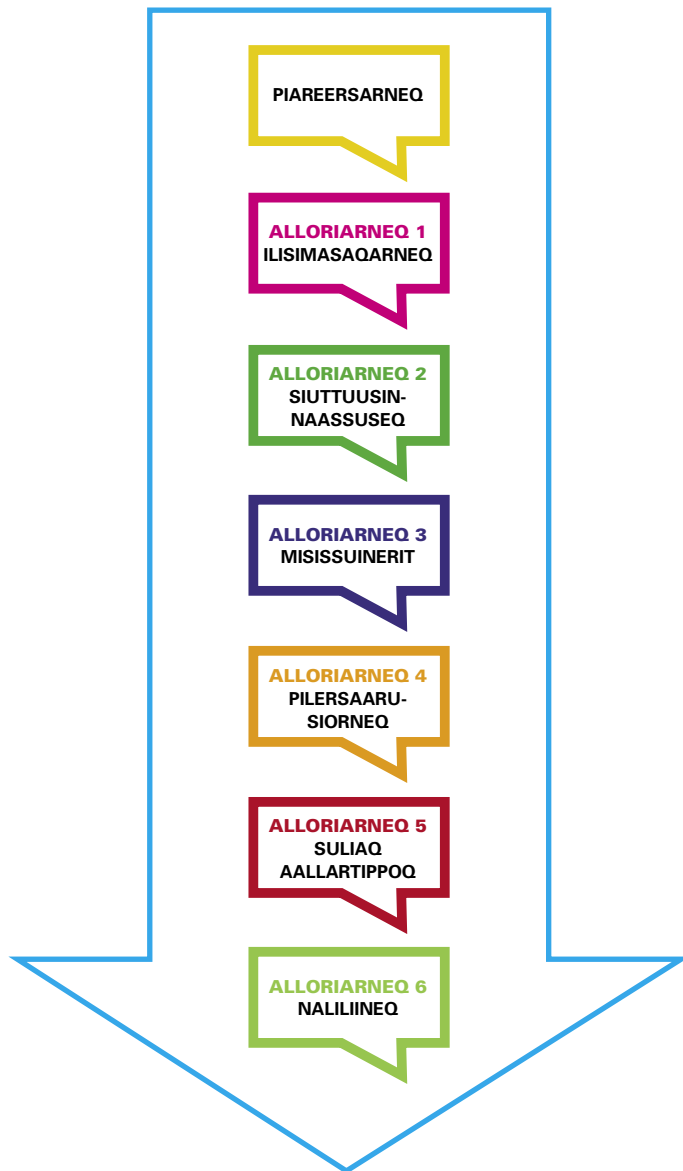 PIAREERSARNEQ
ALLORIARNEQ 1
ILISIMASAQARNEQ
ALLORIARNEQ 2
SIUTTUUSIN-
NAASSUSEQ
ALLORIARNEQ 3
MISISSUINERIT
ALLORIARNEQ 4
PILERSAARU-
SIORNEQ
ALLORIARNEQ 5
SULIAQ
AALLARTIPPOQ
ALLORIARNEQ 6
NALILIINEQ